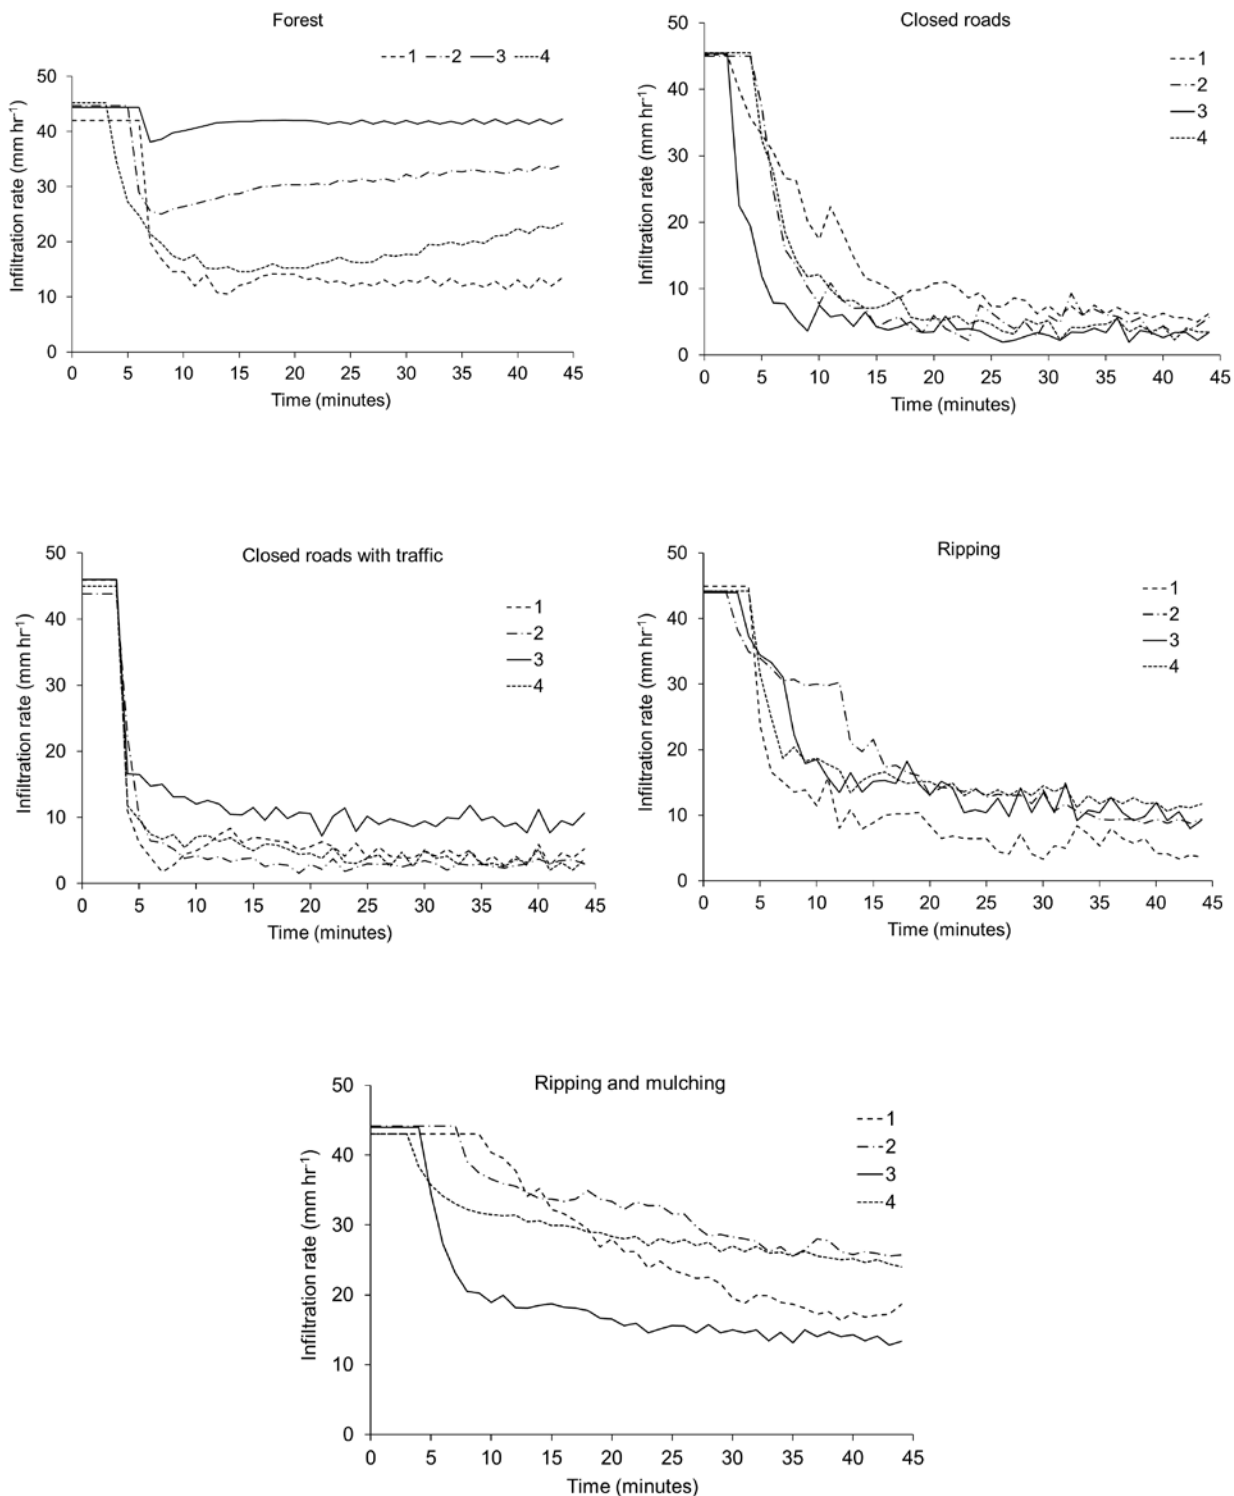 Forest
1 2 3 4
50
40
30
20
10
0
0 5 10 15 20 25 30 35 40 45
Infiltration rate (mm hr⁻¹)
Time (minutes)
Closed roads
1
2
3
4
50
40
30
20
10
0
0 5 10 15 20 25 30 35 40 45
Infiltration rate (mm hr⁻¹)
Time (minutes)
Closed roads with traffic
1
2
3
4
50
40
30
20
10
0
0 5 10 15 20 25 30 35 40 45
Infiltration rate (mm hr⁻¹)
Time (minutes)
Ripping
1
2
3
4
50
40
30
20
10
0
0 5 10 15 20 25 30 35 40 45
Infiltration rate (mm hr⁻¹)
Time (minutes)
Ripping and mulching
1
2
3
4
50
40
30
20
10
0
0 5 10 15 20 25 30 35 40 45
Infiltration rate (mm hr⁻¹)
Time (minutes)